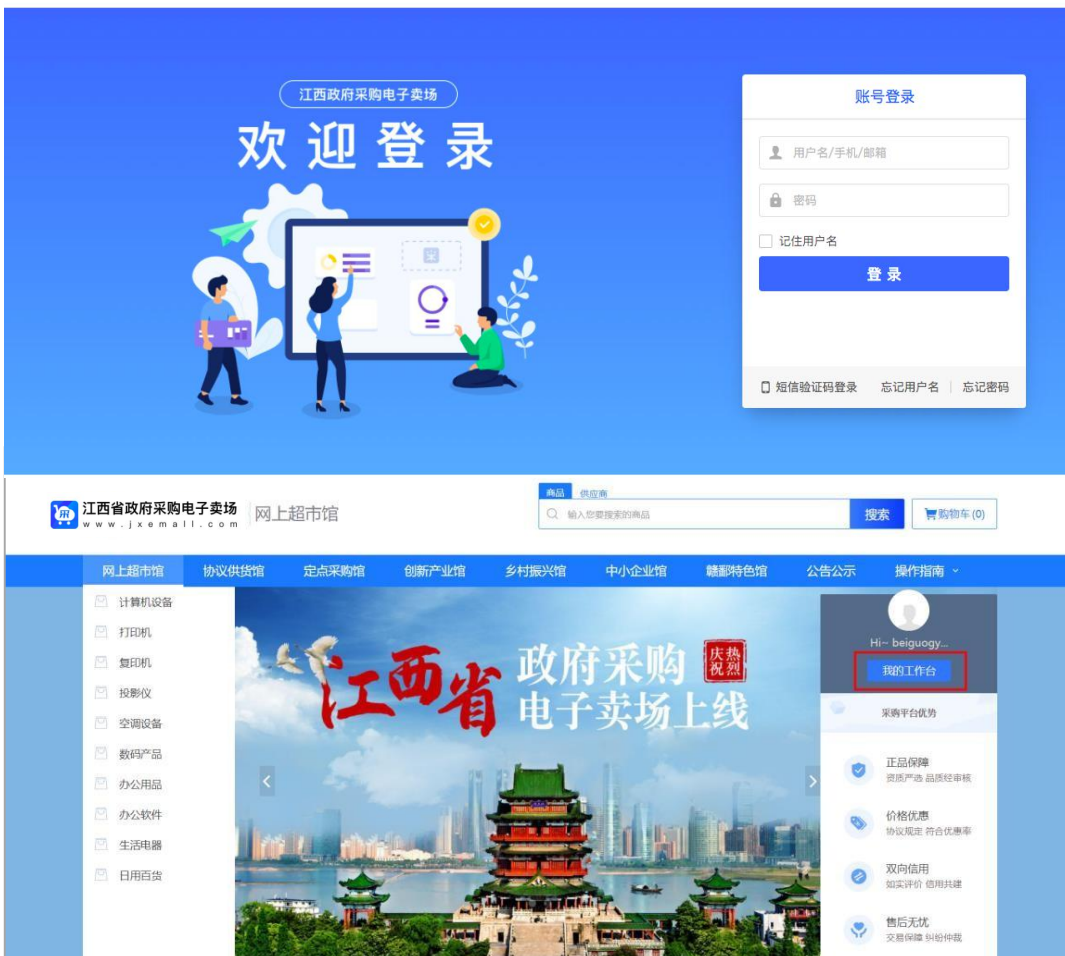 江西政府采购电子卖场
欢迎登录
账号登录
用户名/手机/邮箱
密码
记住用户名
登录
短信验证码登录 忘记用户名 忘记密码
江西省政府采购电子卖场
www.jxemall.com
网上超市馆
商品 供应商
输入您要搜索的商品
搜索
购物车(0)
网上超市馆 协议供货馆 定点采购馆 创新产业馆 乡村振兴馆 中小企业馆 赣鄱特色馆 公告公示 操作指南
计算机设备
打印机
复印机
投影仪
空调设备
数码产品
办公用品
办公软件
生活电器
日用百货
江西省
政府采购
热烈庆祝
电子卖场上线
Hi~ beiguogy...
我的工作台
采购平台优势
正品保障
资质严选 品质经审核
价格优惠
协议规定 符合优惠率
双向信用
如实评价 信用共建
售后无忧
交易保障 纠纷仲裁